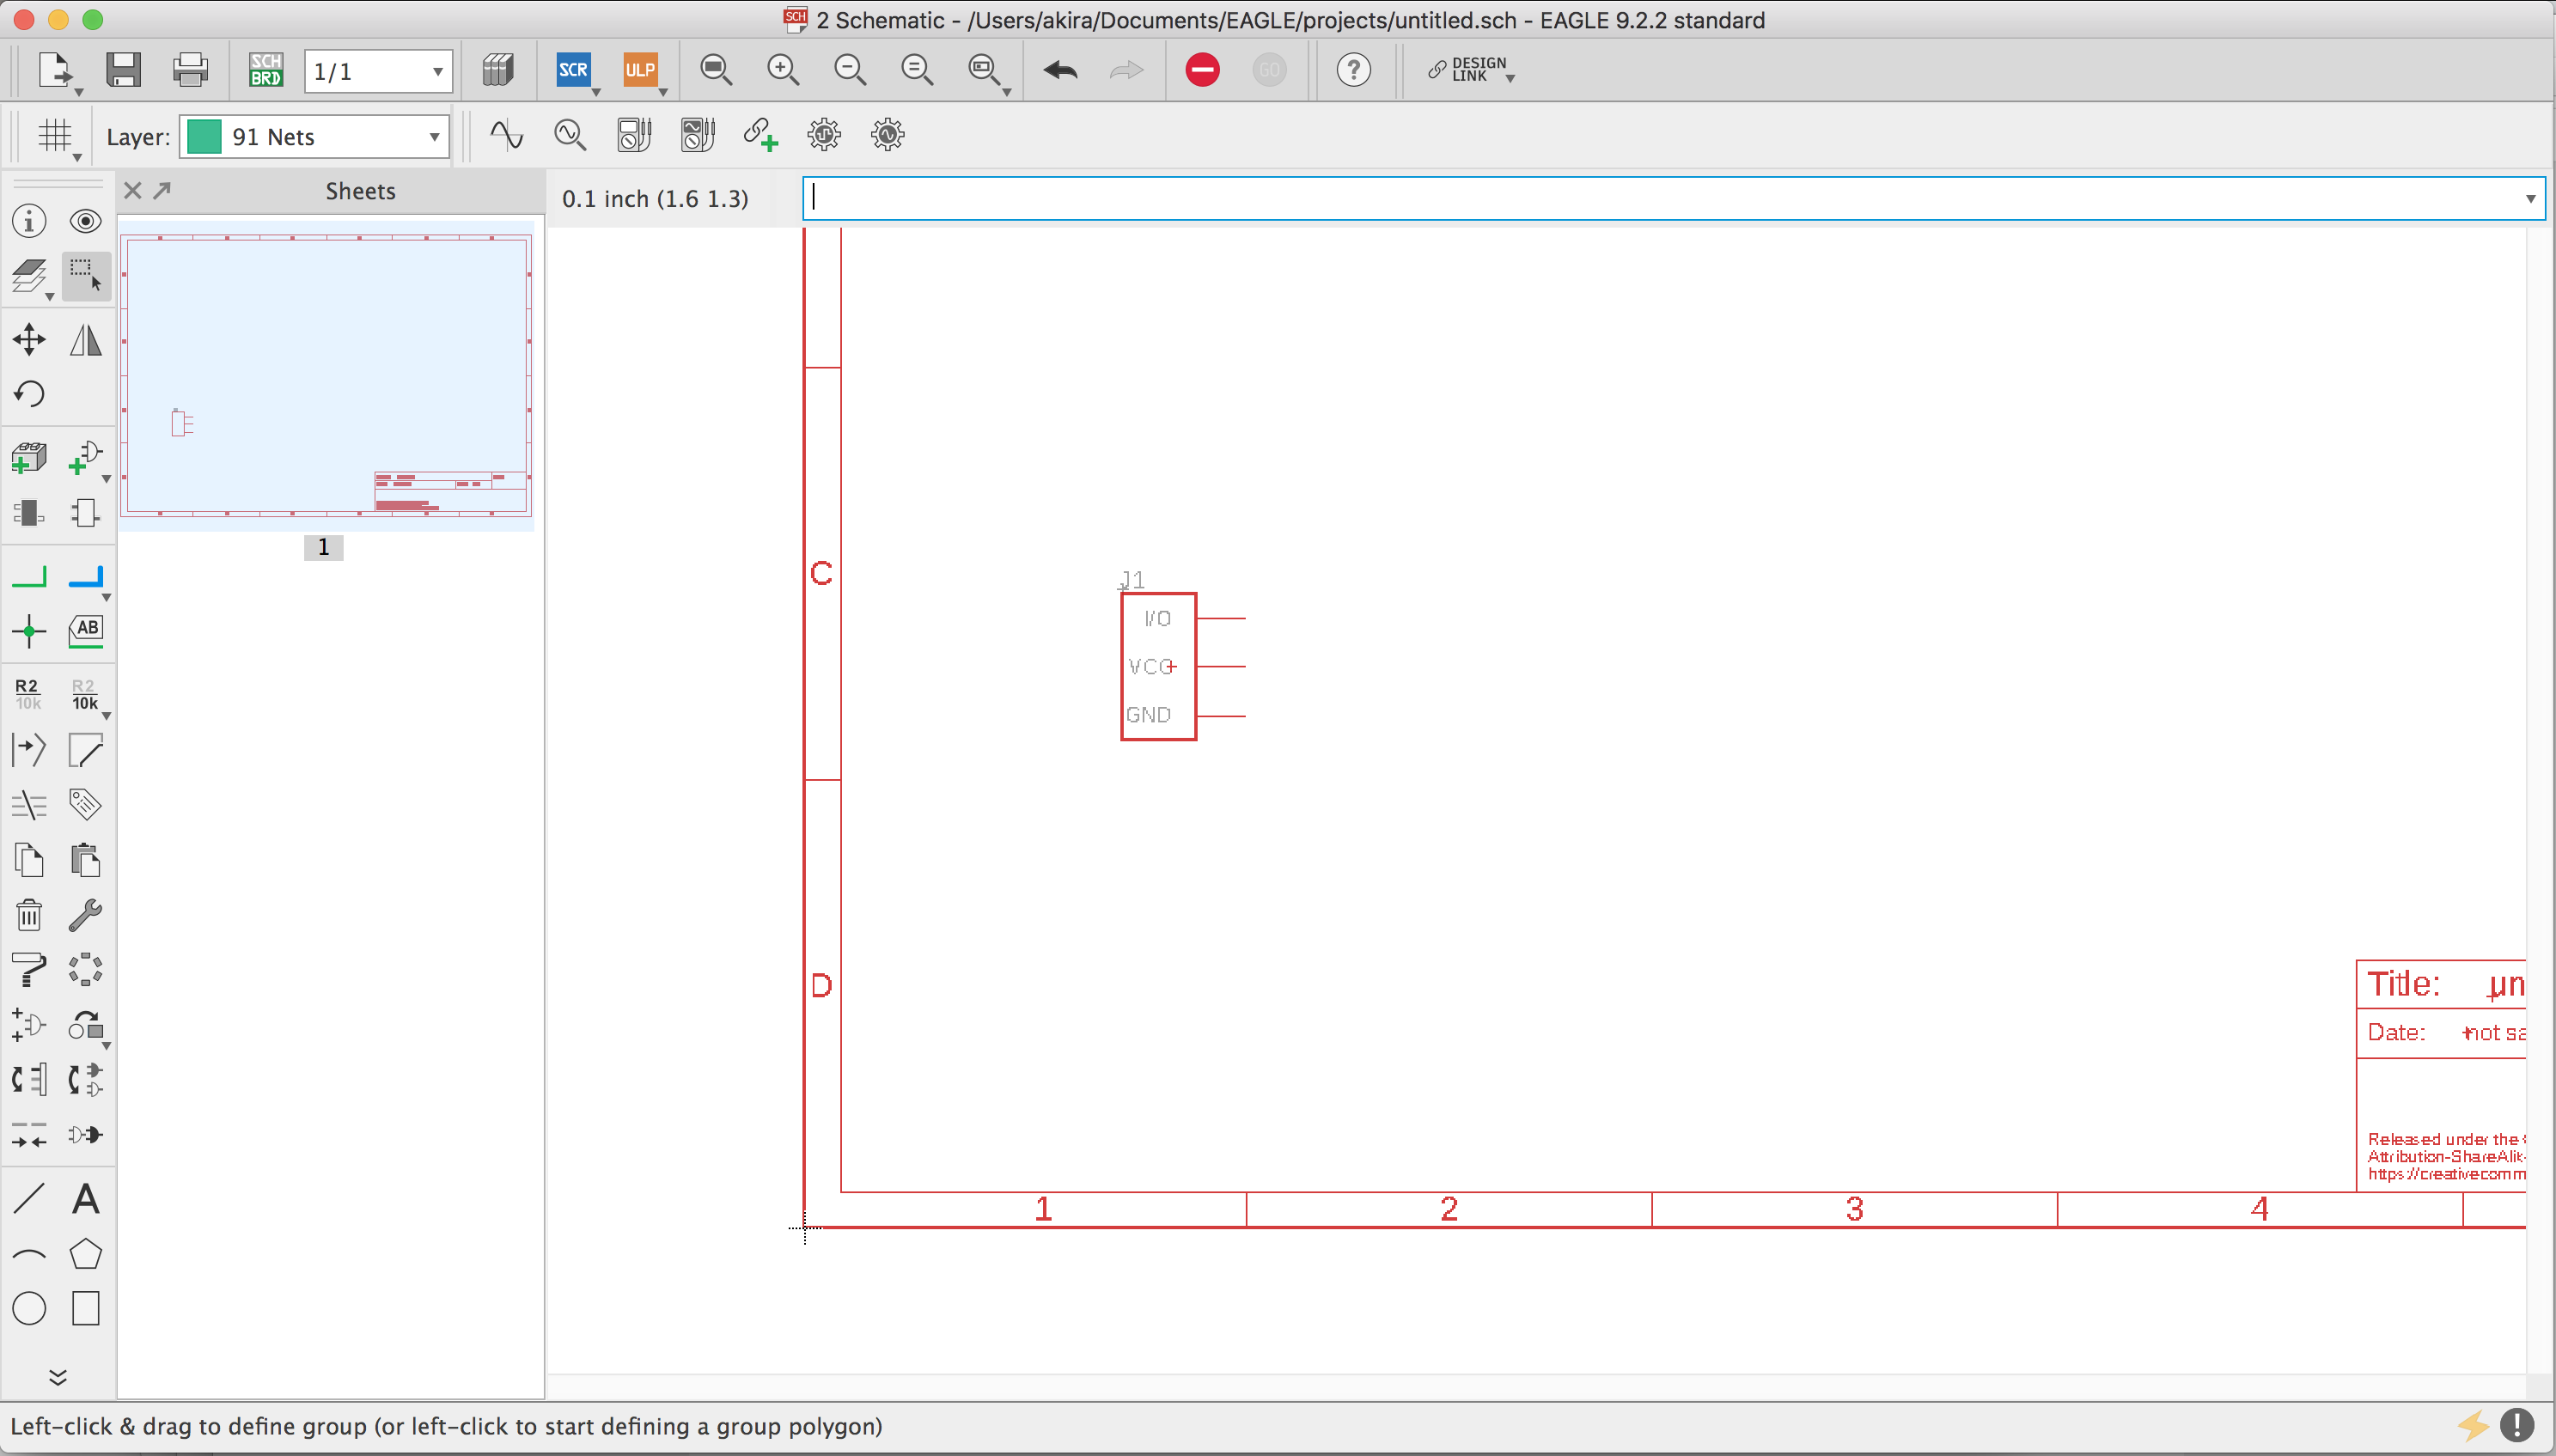 2 Schematic - /Users/akira/Documents/EAGLE/projects/untitled.sch - EAGLE 9.2.2 standard
SCH
BRD
1/1
SCR
ULP
GO
?
DESIGN
LINK
Layer: 91 Nets
Sheets
0.1 inch (1.6 1.3)
1
AB
R2
10k
R2
10k
A
C
J1
I/O
VCC
GND
D
Title: un
Date: not sa
Released under the
Attribution-ShareAlik
https://creativecomm
1 2 3 4
Left-click & drag to define group (or left-click to start defining a group polygon)